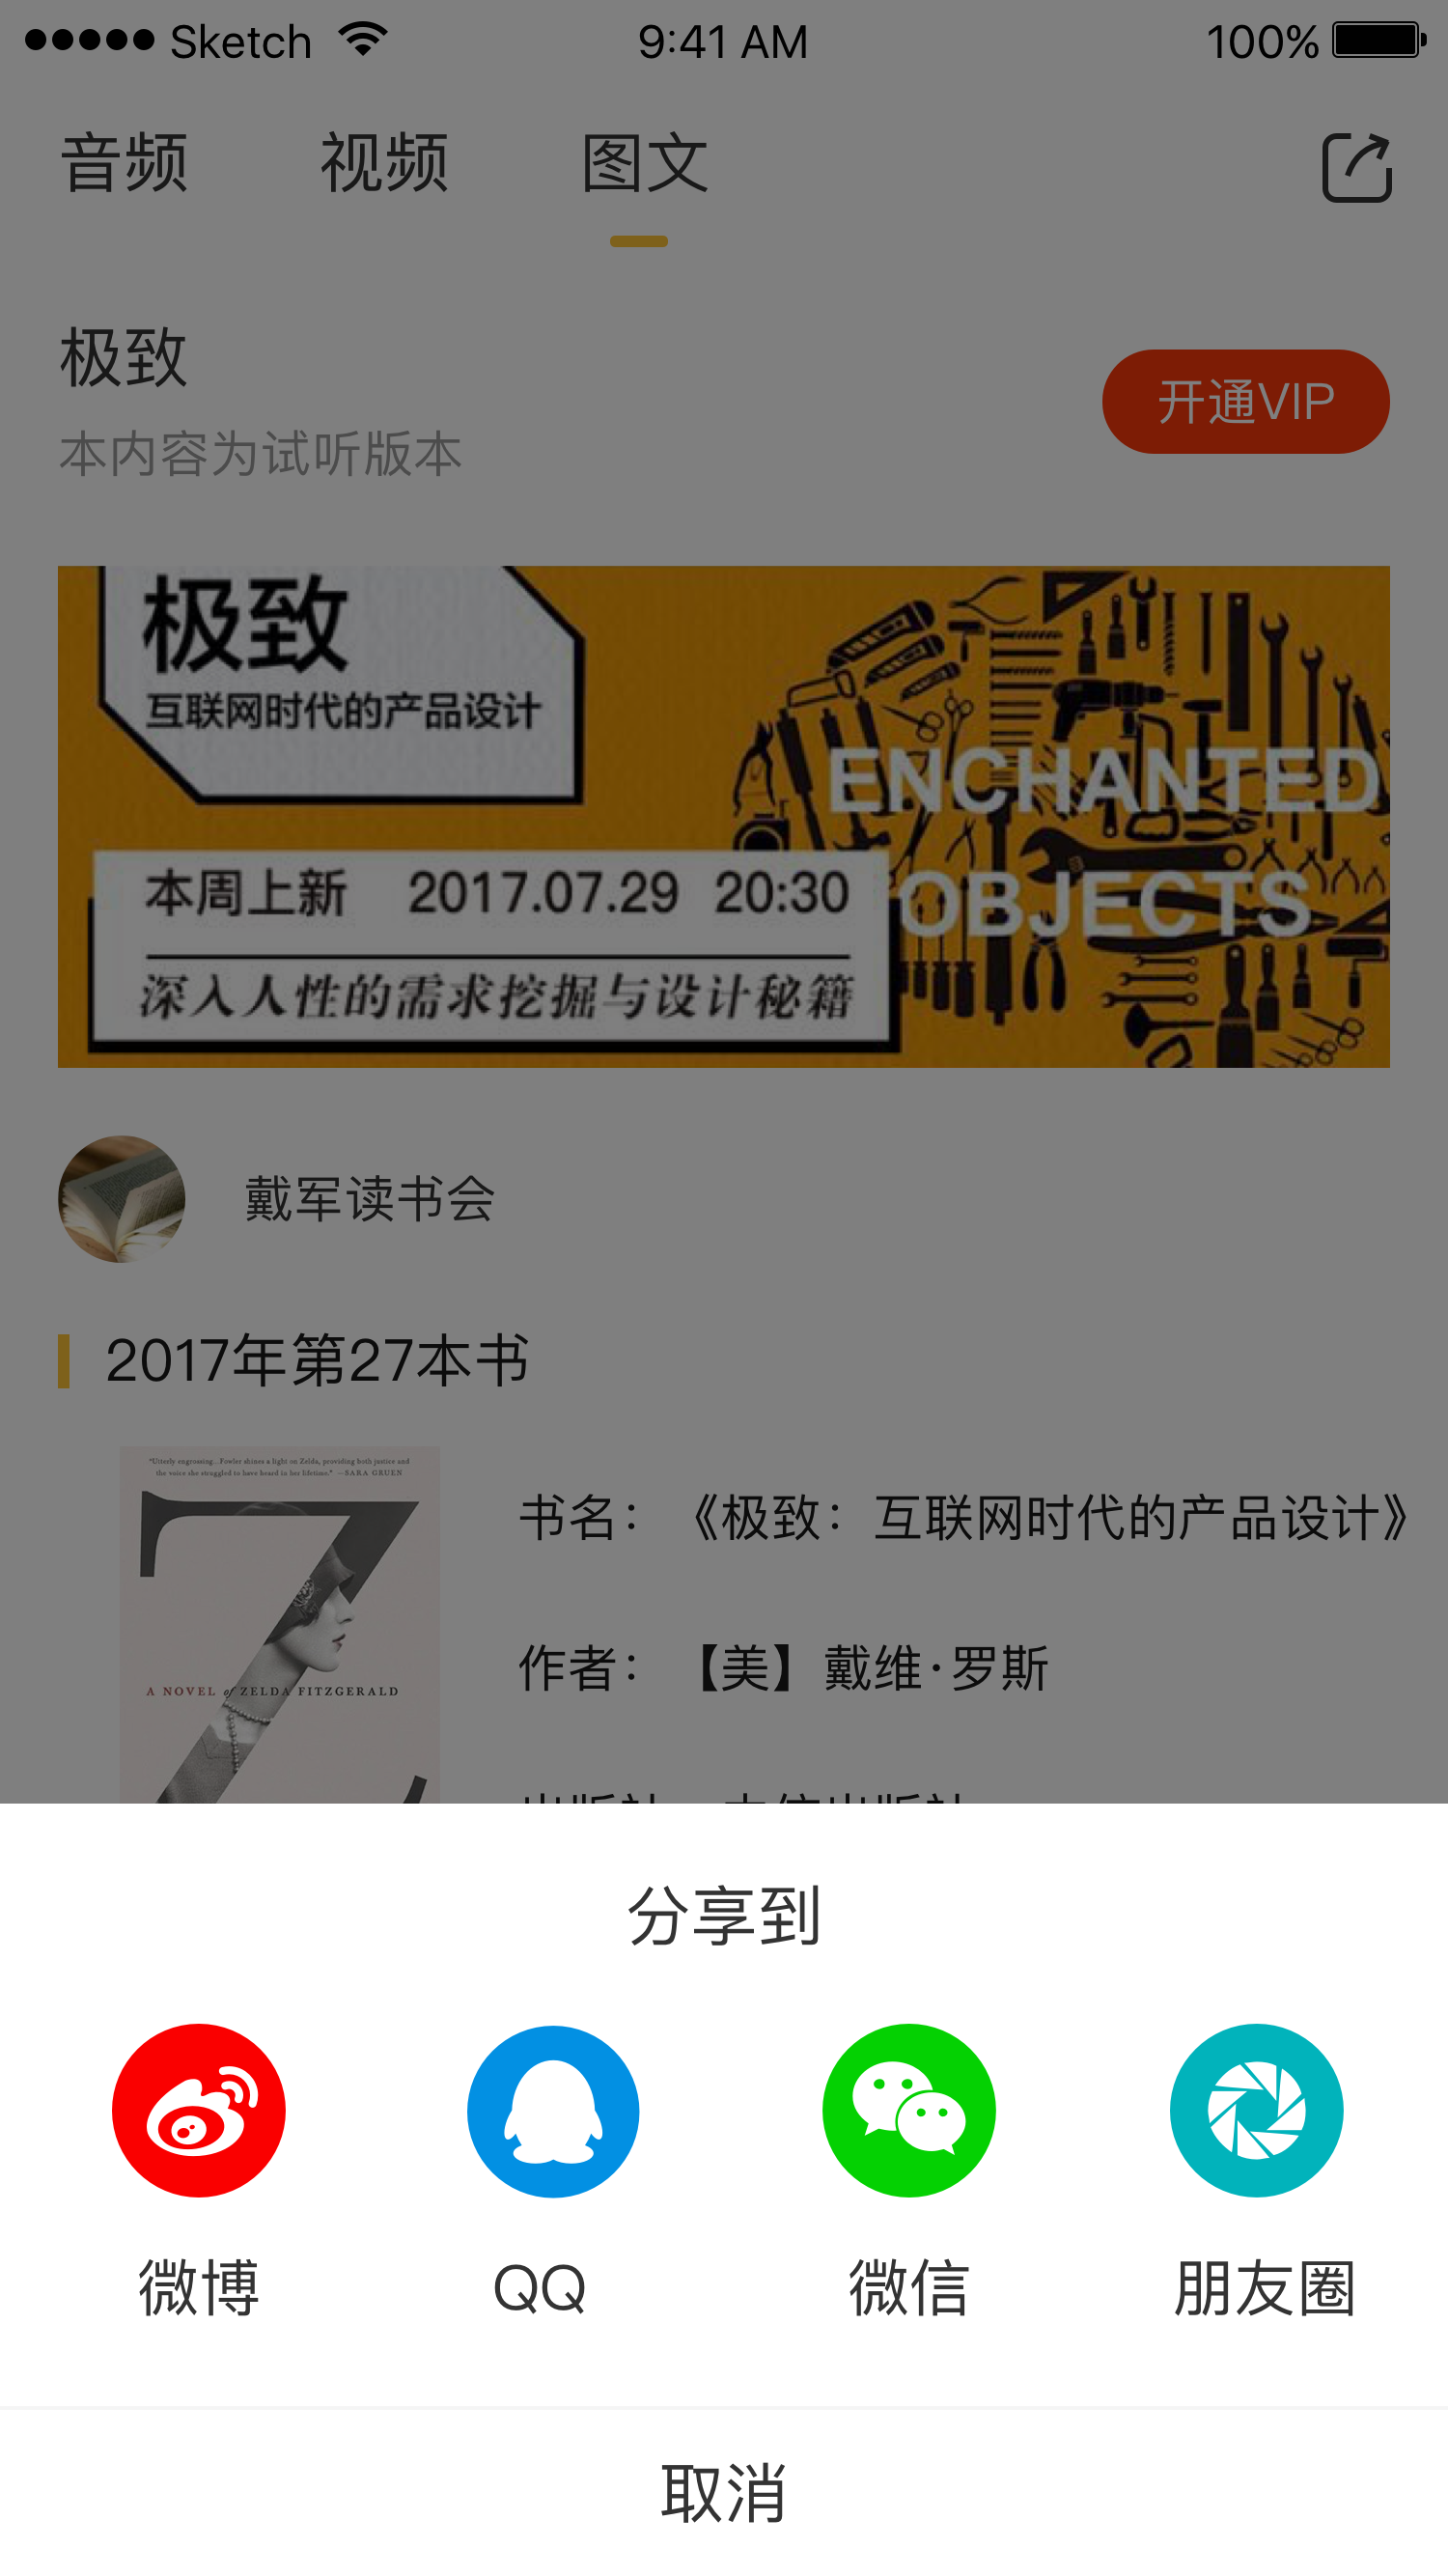 Sketch 9:41 AM 100%
音频 视频 图文
极致
本内容为试听版本
开通VIP
极致
互联网时代的产品设计
ENCHANTED
OBJECTS
本周上新 2017.07.29 20:30
深入人性的需求挖掘与设计秘籍
戴军读书会
2017年第27本书
"Utterly engrossing...Fowler shines a light on Zelda, providing both justice and
the voice she struggled to have heard in her lifetime." —SARA GRUEN
Z
A NOVEL of ZELDA FITZGERALD
书名：《极致：互联网时代的产品设计》
作者：【美】戴维·罗斯
分享到
微博 QQ 微信 朋友圈
取消